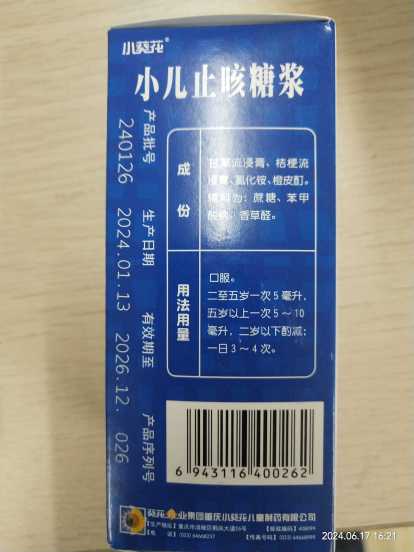 小葵花®
小儿止咳糖浆
成份
甘草流浸膏、桔梗流
浸膏、氯化铵、橙皮酊。
辅料为：蔗糖、苯甲
酸钠、香草醛。
用法用量
口服。
二至五岁一次5毫升，
五岁以上一次5～10
毫升，二岁以下酌减；
一日3～4次。
产品批号 生产日期 有效期至 产品序列号
240126 2024.01.13 2026.12. 026
6 943116 400262
葵花药业集团重庆小葵花儿童制药有限公司
2024.06.17 16:21